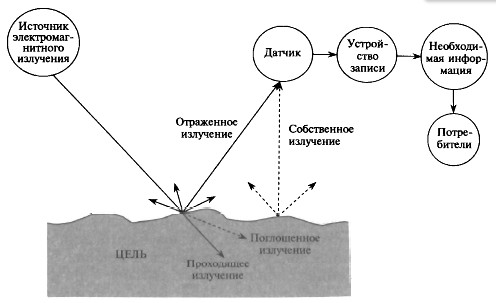 Источник
электромаг-
нитного
излучения
Датчик
Устрой-
ство
записи
Необходи-
мая инфор-
мация
Потре-
бители
Отраженное
излучение
Собственное
излучение
ЦЕЛЬ
Поглошенное
излучение
Проходящее
излучение